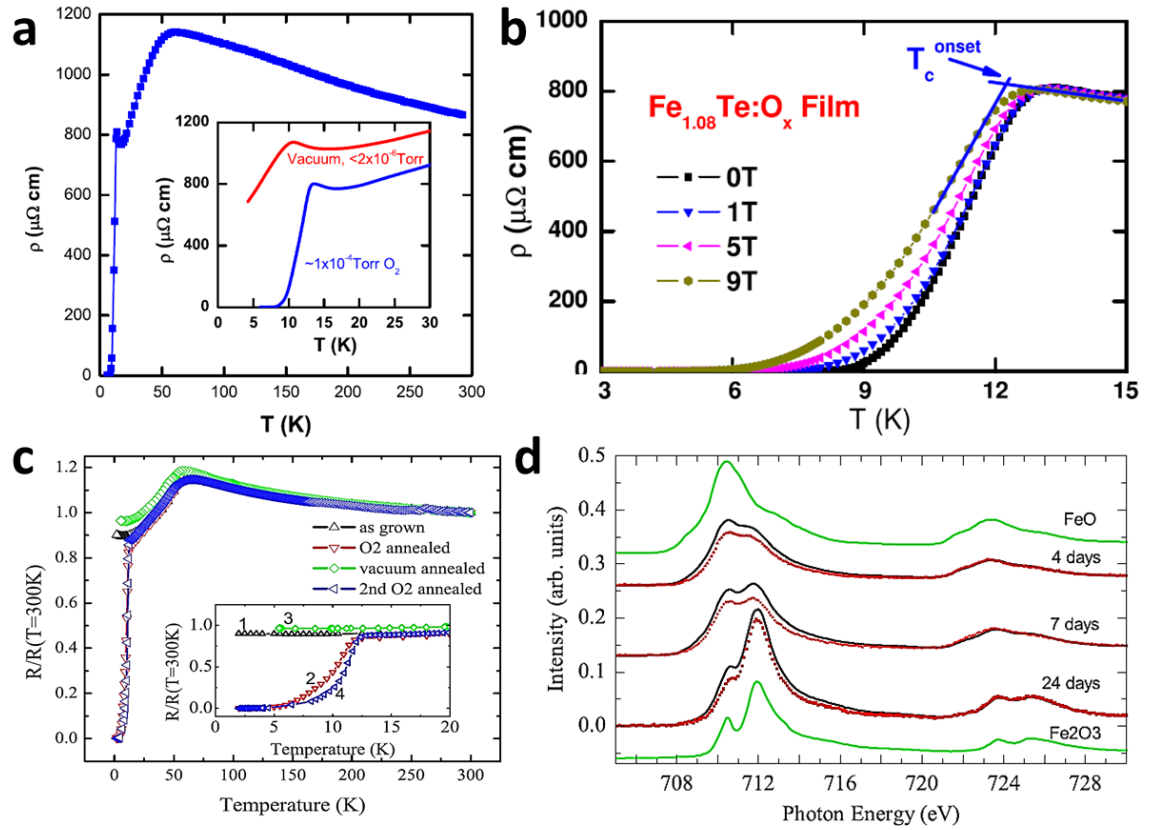 a
1200
1000
800
600
400
200
0
ρ (μΩ cm)
0 50 100 150 200 250 300
T (K)
1200
800
400
0
ρ (μΩ cm)
Vacuum, <2x10⁻⁶Torr
~1x10⁻⁴Torr O₂
0 5 10 15 20 25 30
T (K)
b
1000
800
600
400
200
0
ρ (μΩ cm)
T_c^onset
Fe₁.₀₈Te:Oₓ Film
0T
1T
5T
9T
3 6 9 12 15
T (K)
c
1.2
1.0
0.8
0.6
0.4
0.2
0.0
R/R(T=300K)
as grown
O2 annealed
vacuum annealed
2nd O2 annealed
1.0
0.5
0.0
R/R(T=300K)
1
3
2
4
0 5 10 15 20
Temperature (K)
0 50 100 150 200 250 300
Temperature (K)
d
0.5
0.4
0.3
0.2
0.1
0.0
Intensity (arb. units)
FeO
4 days
7 days
24 days
Fe2O3
708 712 716 720 724 728
Photon Energy (eV)